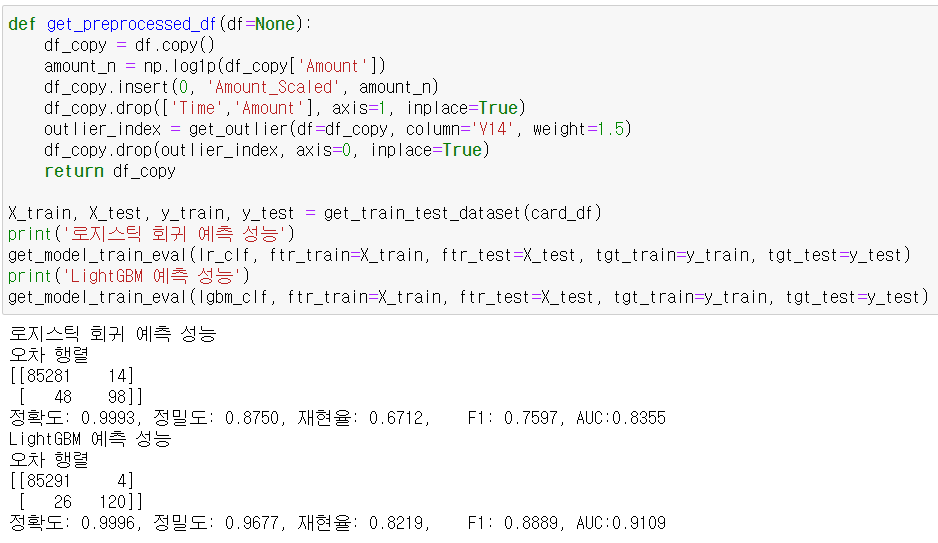 def get_preprocessed_df(df=None):
    df_copy = df.copy()
    amount_n = np.log1p(df_copy['Amount'])
    df_copy.insert(0, 'Amount_Scaled', amount_n)
    df_copy.drop(['Time','Amount'], axis=1, inplace=True)
    outlier_index = get_outlier(df=df_copy, column='V14', weight=1.5)
    df_copy.drop(outlier_index, axis=0, inplace=True)
    return df_copy

X_train, X_test, y_train, y_test = get_train_test_dataset(card_df)
print('로지스틱 회귀 예측 성능')
get_model_train_eval(lr_clf, ftr_train=X_train, ftr_test=X_test, tgt_train=y_train, tgt_test=y_test)
print('LightGBM 예측 성능')
get_model_train_eval(lgbm_clf, ftr_train=X_train, ftr_test=X_test, tgt_train=y_train, tgt_test=y_test)
로지스틱 회귀 예측 성능
오차 행렬
[[85281    14]
 [   48    98]]
정확도: 0.9993, 정밀도: 0.8750, 재현율: 0.6712,    F1: 0.7597, AUC:0.8355
LightGBM 예측 성능
오차 행렬
[[85291     4]
 [   26   120]]
정확도: 0.9996, 정밀도: 0.9677, 재현율: 0.8219,    F1: 0.8889, AUC:0.9109